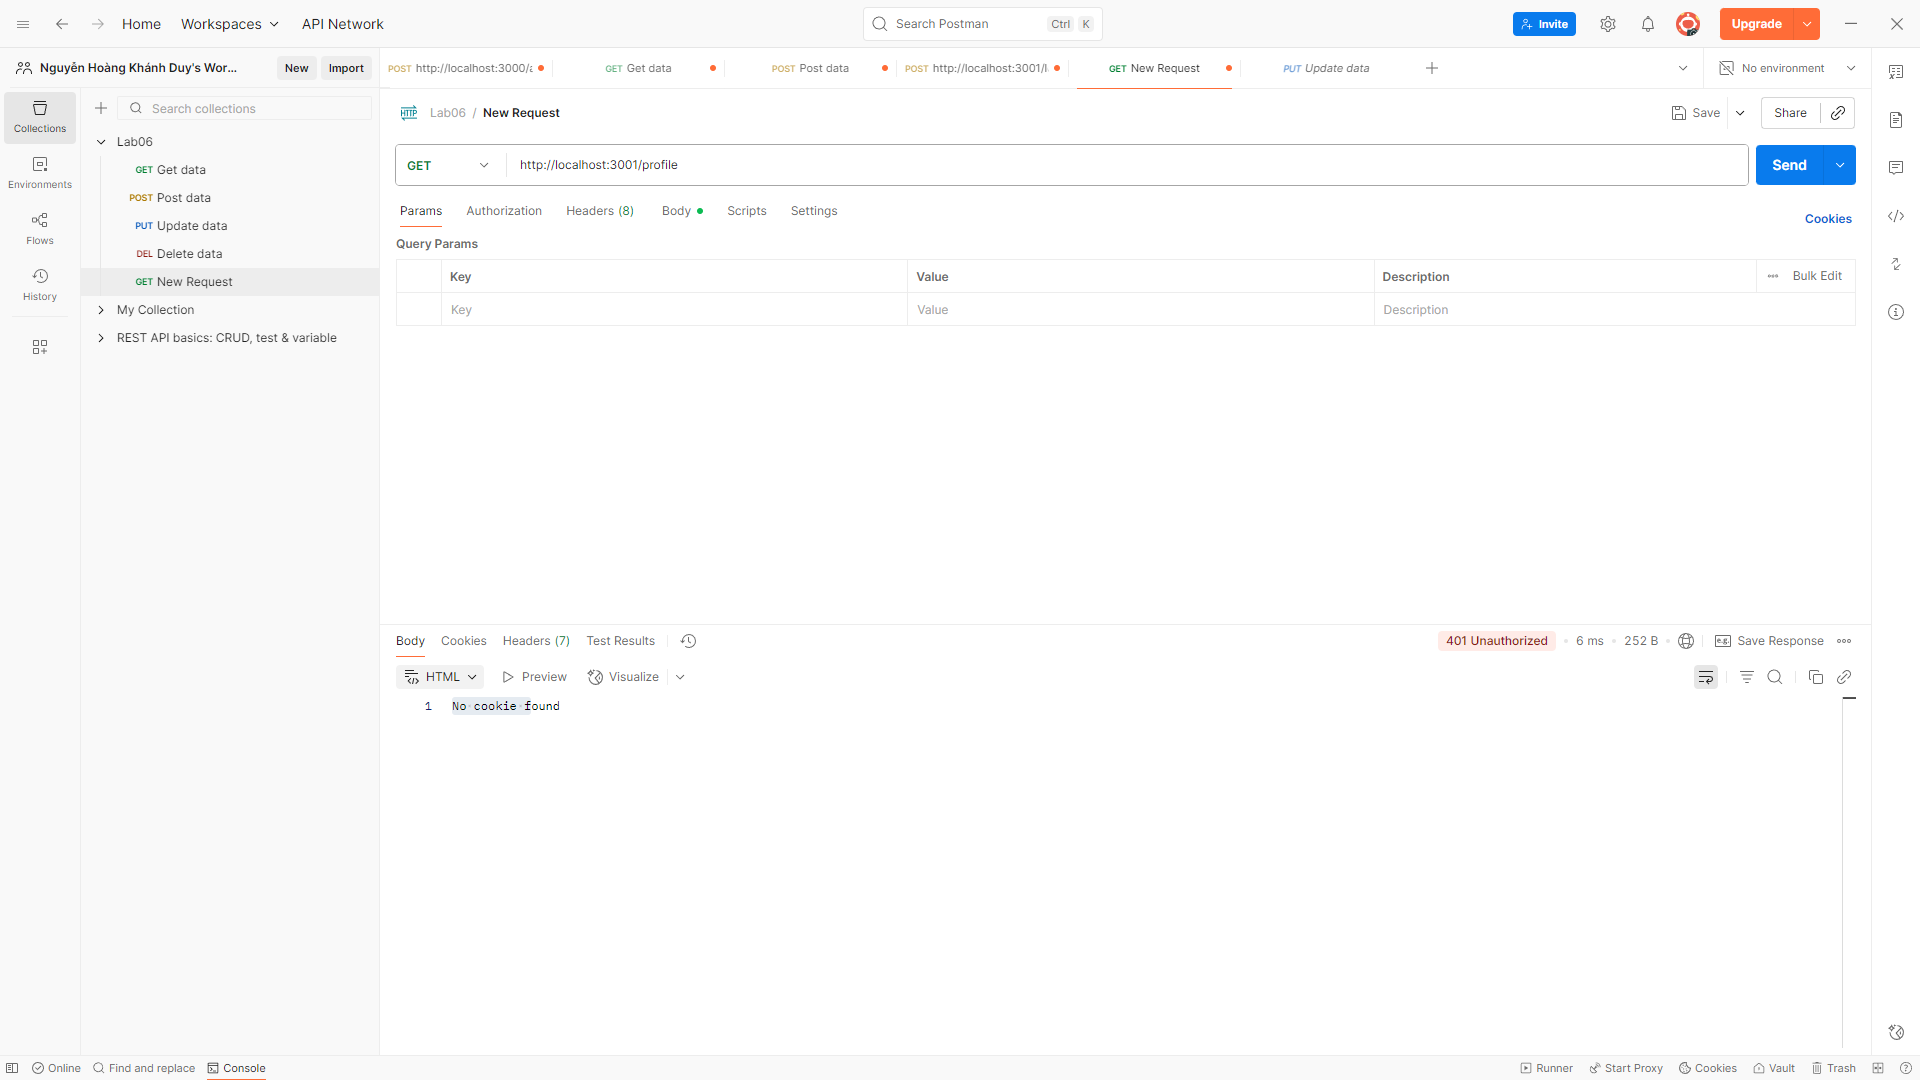 Home
Workspaces
API Network
Search Postman
Ctrl K
Invite
Upgrade
Nguyễn Hoàng Khánh Duy's Wor...
New
Import
POST http://localhost:3000/
GET Get data
POST Post data
POST http://localhost:3001/l
GET New Request
PUT Update data
No environment
Collections
Environments
Flows
History
Search collections
Lab06
GET Get data
POST Post data
PUT Update data
DEL Delete data
GET New Request
My Collection
REST API basics: CRUD, test & variable
HTTP Lab06 / New Request
Save
Share
GET
http://localhost:3001/profile
Send
Params
Authorization
Headers (8)
Body
Scripts
Settings
Cookies
Query Params
Key Value Description Bulk Edit
Key Value Description
Body
Cookies
Headers (7)
Test Results
401 Unauthorized
6 ms
252 B
e.g. Save Response
HTML
Preview
Visualize
1 No cookie found
Online
Find and replace
Console
Runner
Start Proxy
Cookies
Vault
Trash